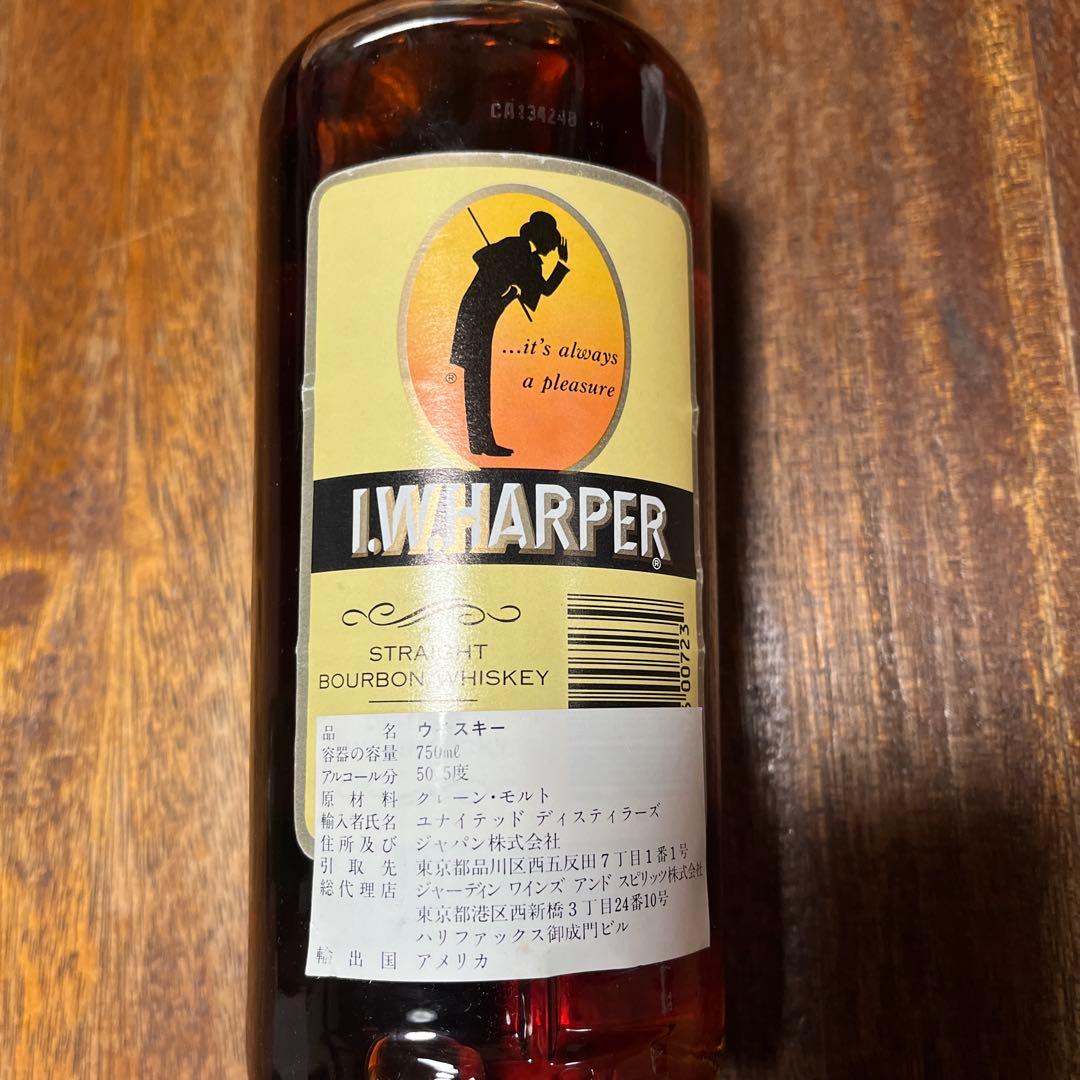 CA134240
...it's always
a pleasure
®
I.W.HARPER
®
STRAIGHT
BOURBON WHISKEY
00723
品名 ウイスキー
容器の容量 750ml
アルコール分 50.5度
原材料 グレーン・モルト
輸入者氏名 ユナイテッド ディスティラーズ
住所及び ジャパン株式会社
引取先 東京都品川区西五反田7丁目1番1号
総代理店 ジャーディン ワインズ アンド スピリッツ株式会社
東京都港区西新橋3丁目24番10号
ハリファックス御成門ビル
輸出国 アメリカ